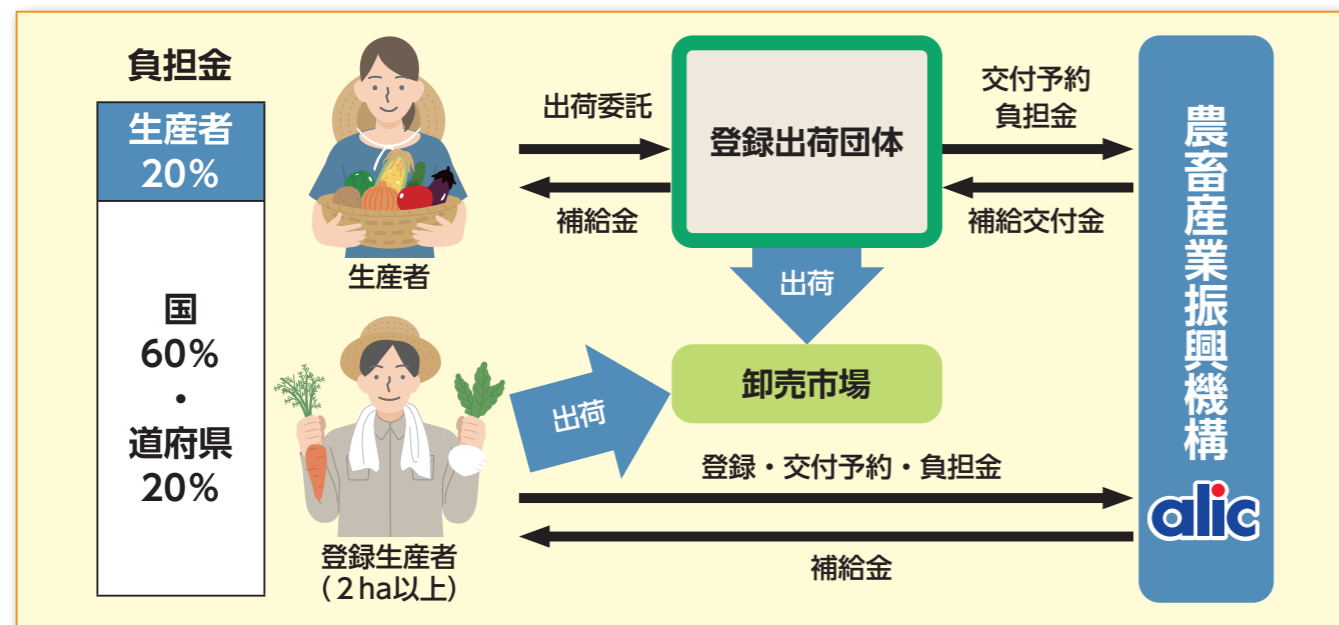 負担金
生産者
20%
国
60%
・
道府県
20%
生産者
登録生産者
(2ha以上)
出荷委託
補給金
登録出荷団体
交付予約
負担金
補給交付金
出荷
出荷
卸売市場
登録・交付予約・負担金
補給金
農畜産業振興機構
alic